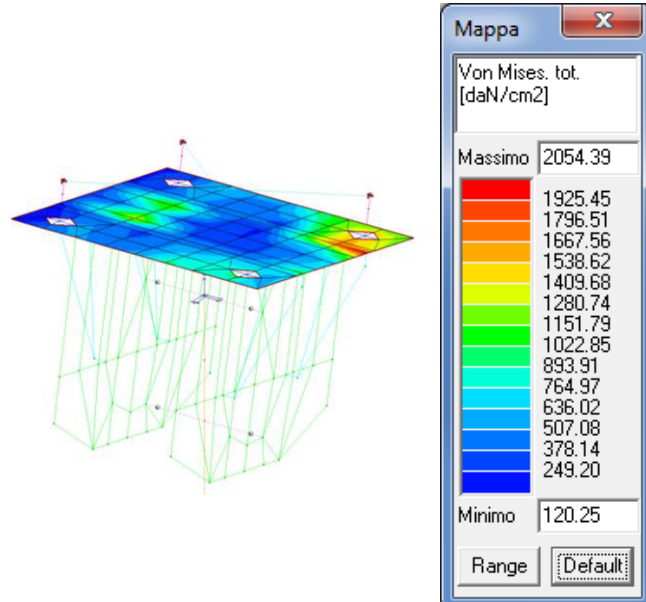 Mappa
Von Mises. tot.
[daN/cm2]
Massimo 2054.39
1925.45
1796.51
1667.56
1538.62
1409.68
1280.74
1151.79
1022.85
893.91
764.97
636.02
507.08
378.14
249.20
Minimo 120.25
Range Default